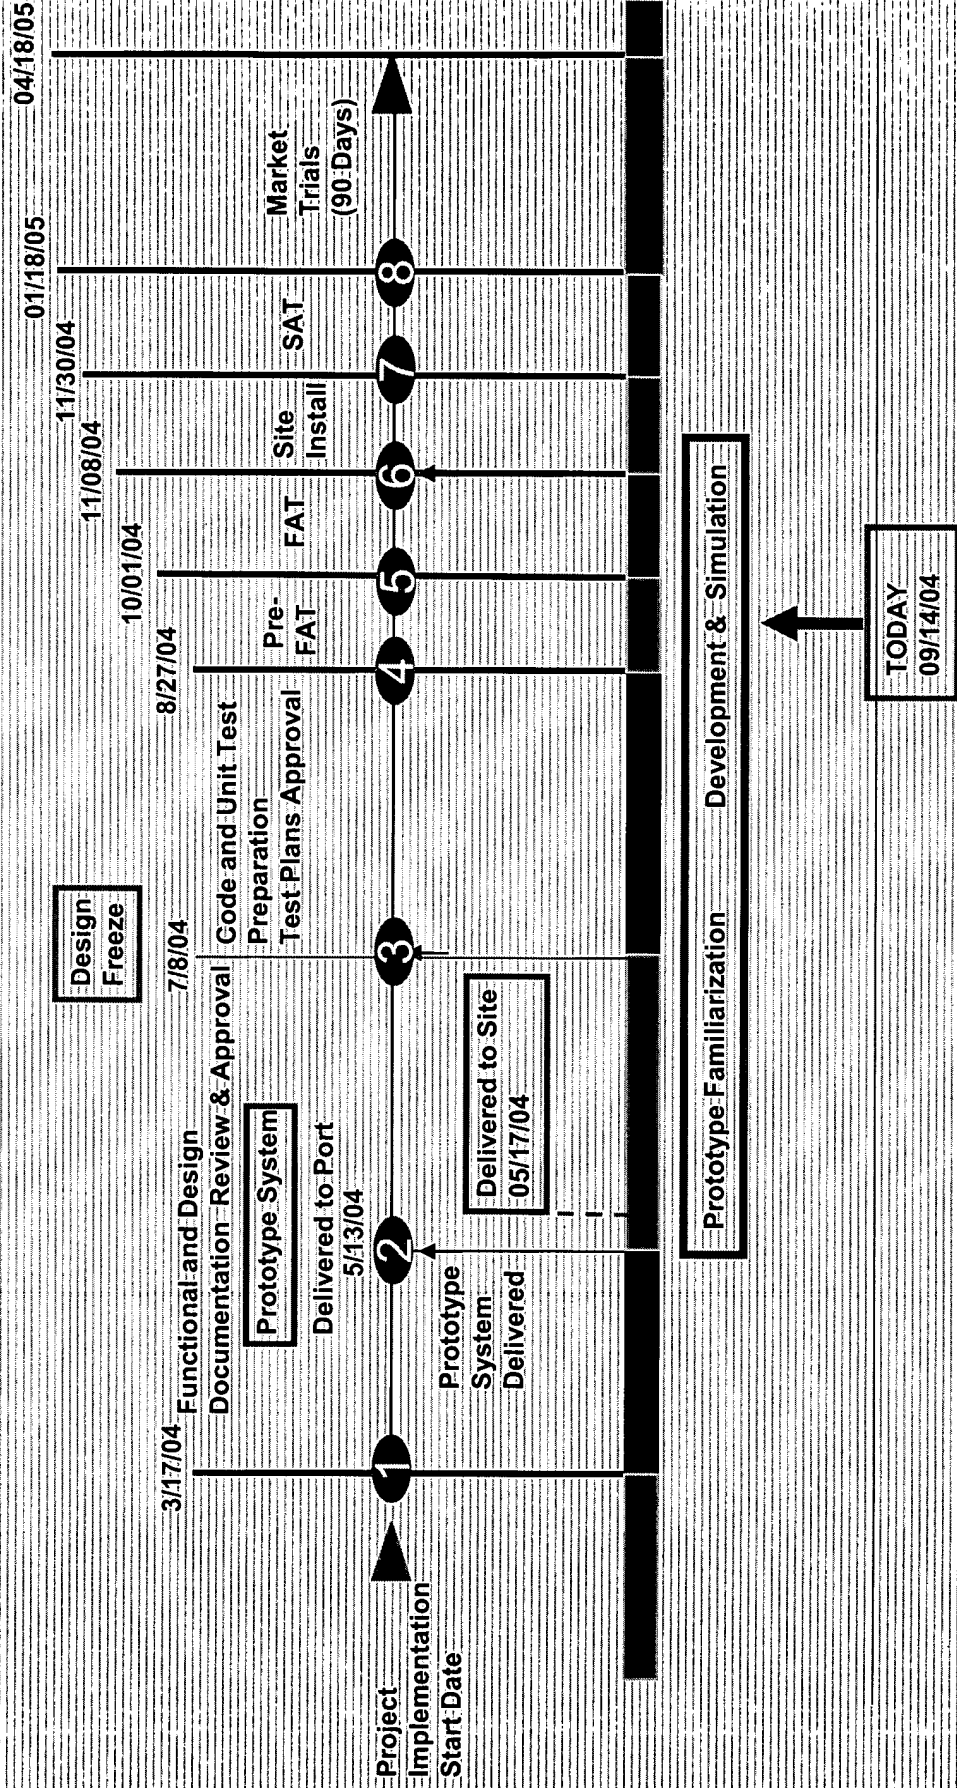 3/17/04
7/8/04
8/27/04
10/01/04
11/08/04
11/30/04
01/18/05
04/18/05
Design
Freeze
Functional and Design
Documentation Review & Approval
Prototype System
Delivered to Port
5/13/04
Code and Unit Test
Preparation
Test Plans Approval
Pre-
FAT
FAT
Site
Install
SAT
Market
Trials
(90 Days)
Project
Implementation
Start Date
1
2
3
4
5
6
7
8
Prototype
System
Delivered
Delivered to Site
05/17/04
Prototype Familiarization Development & Simulation
TODAY
09/14/04